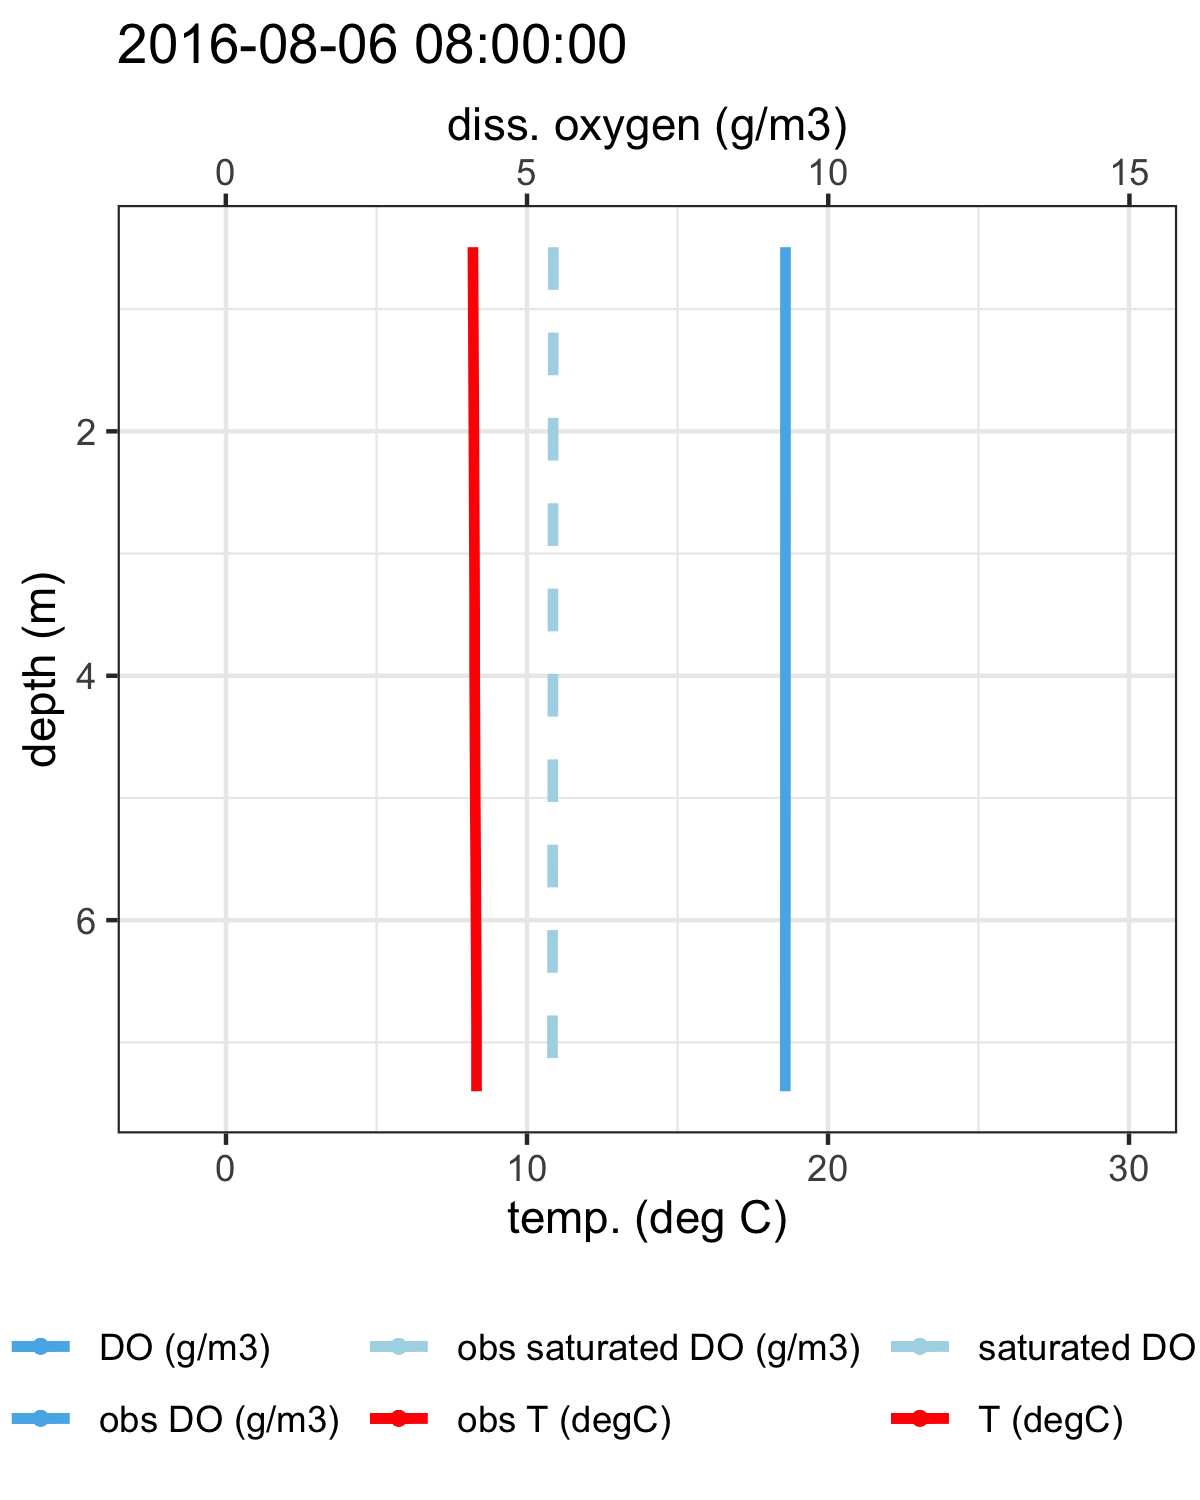 2016-08-06 08:00:00
diss. oxygen (g/m3)
0 5 10 15
depth (m)
2
4
6
0 10 20 30
temp. (deg C)
DO (g/m3) obs saturated DO (g/m3) saturated DO
obs DO (g/m3) obs T (degC) T (degC)